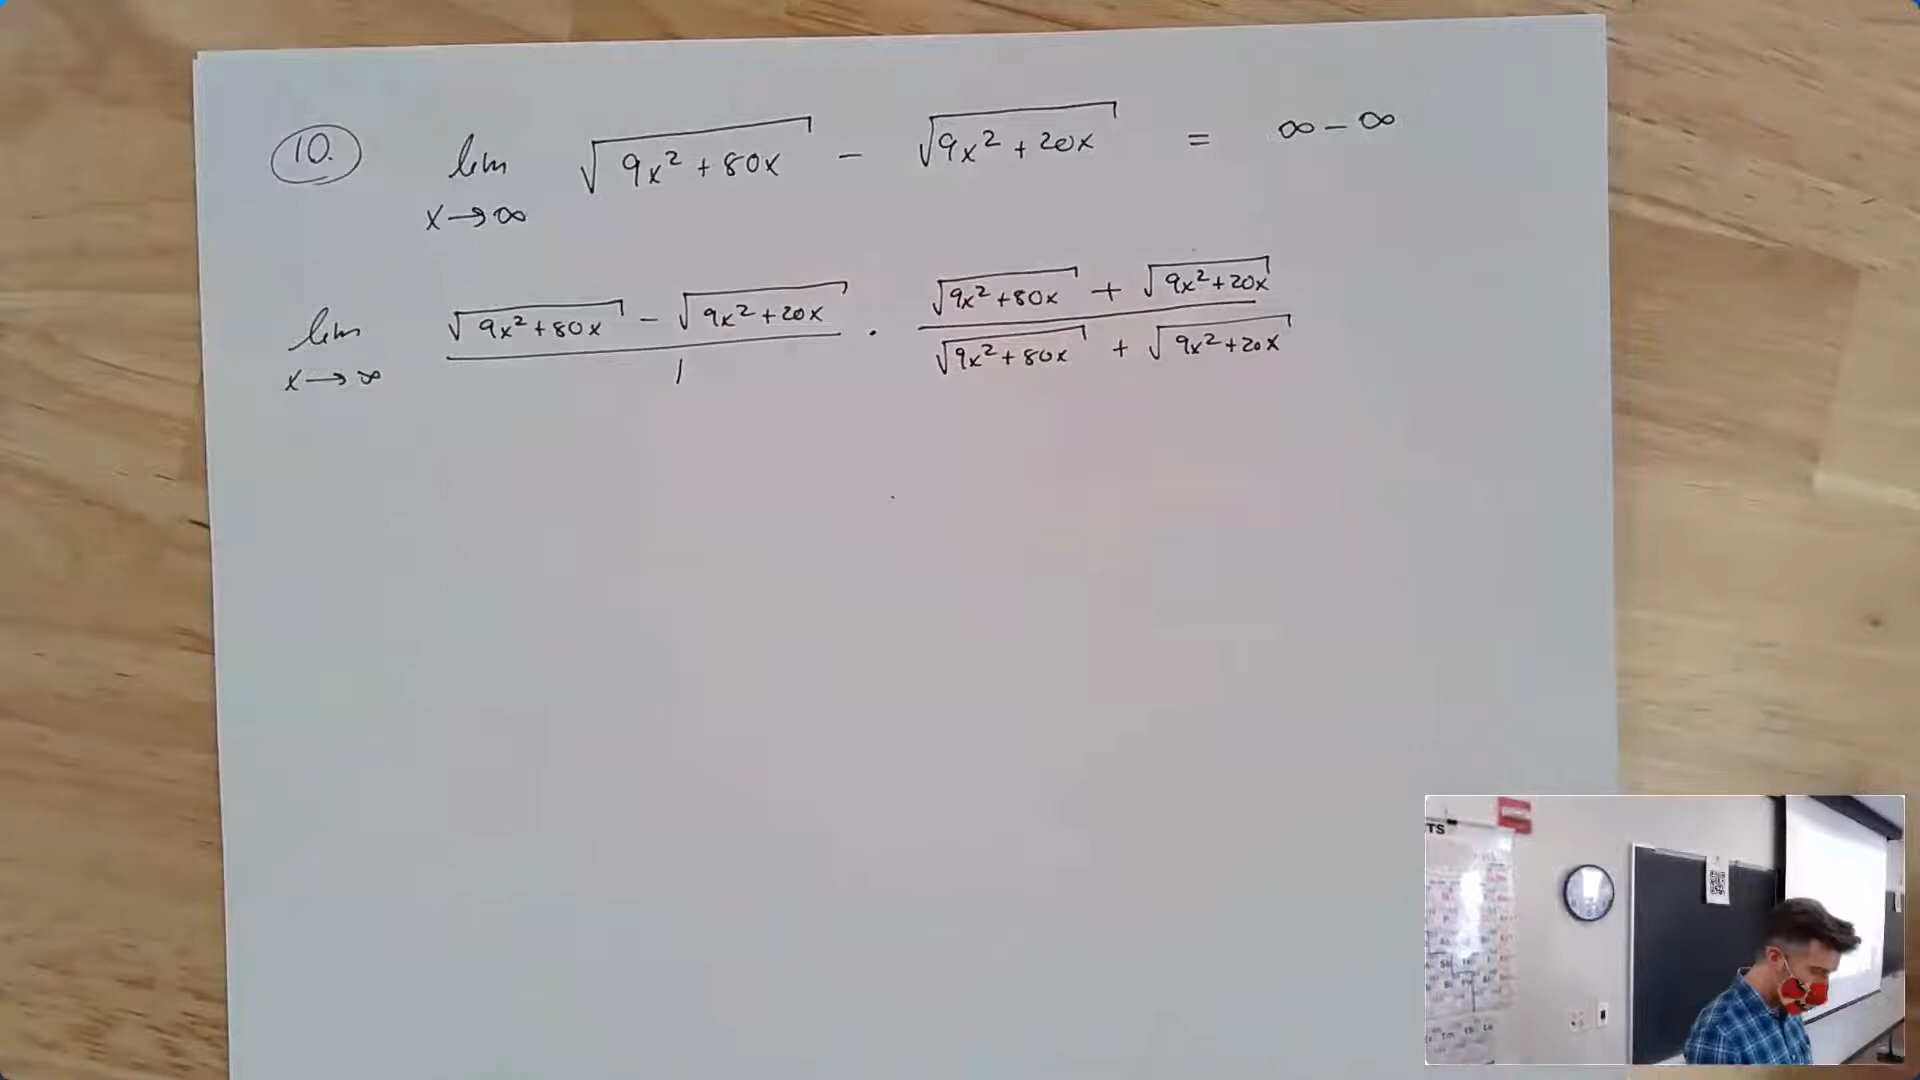 10. lim x→∞ √(9x² + 80x) − √(9x² + 20x) = ∞ − ∞
lim x→∞ (√(9x² + 80x) − √(9x² + 20x)) / 1 · (√(9x² + 80x) + √(9x² + 20x)) / (√(9x² + 80x) + √(9x² + 20x))
TS